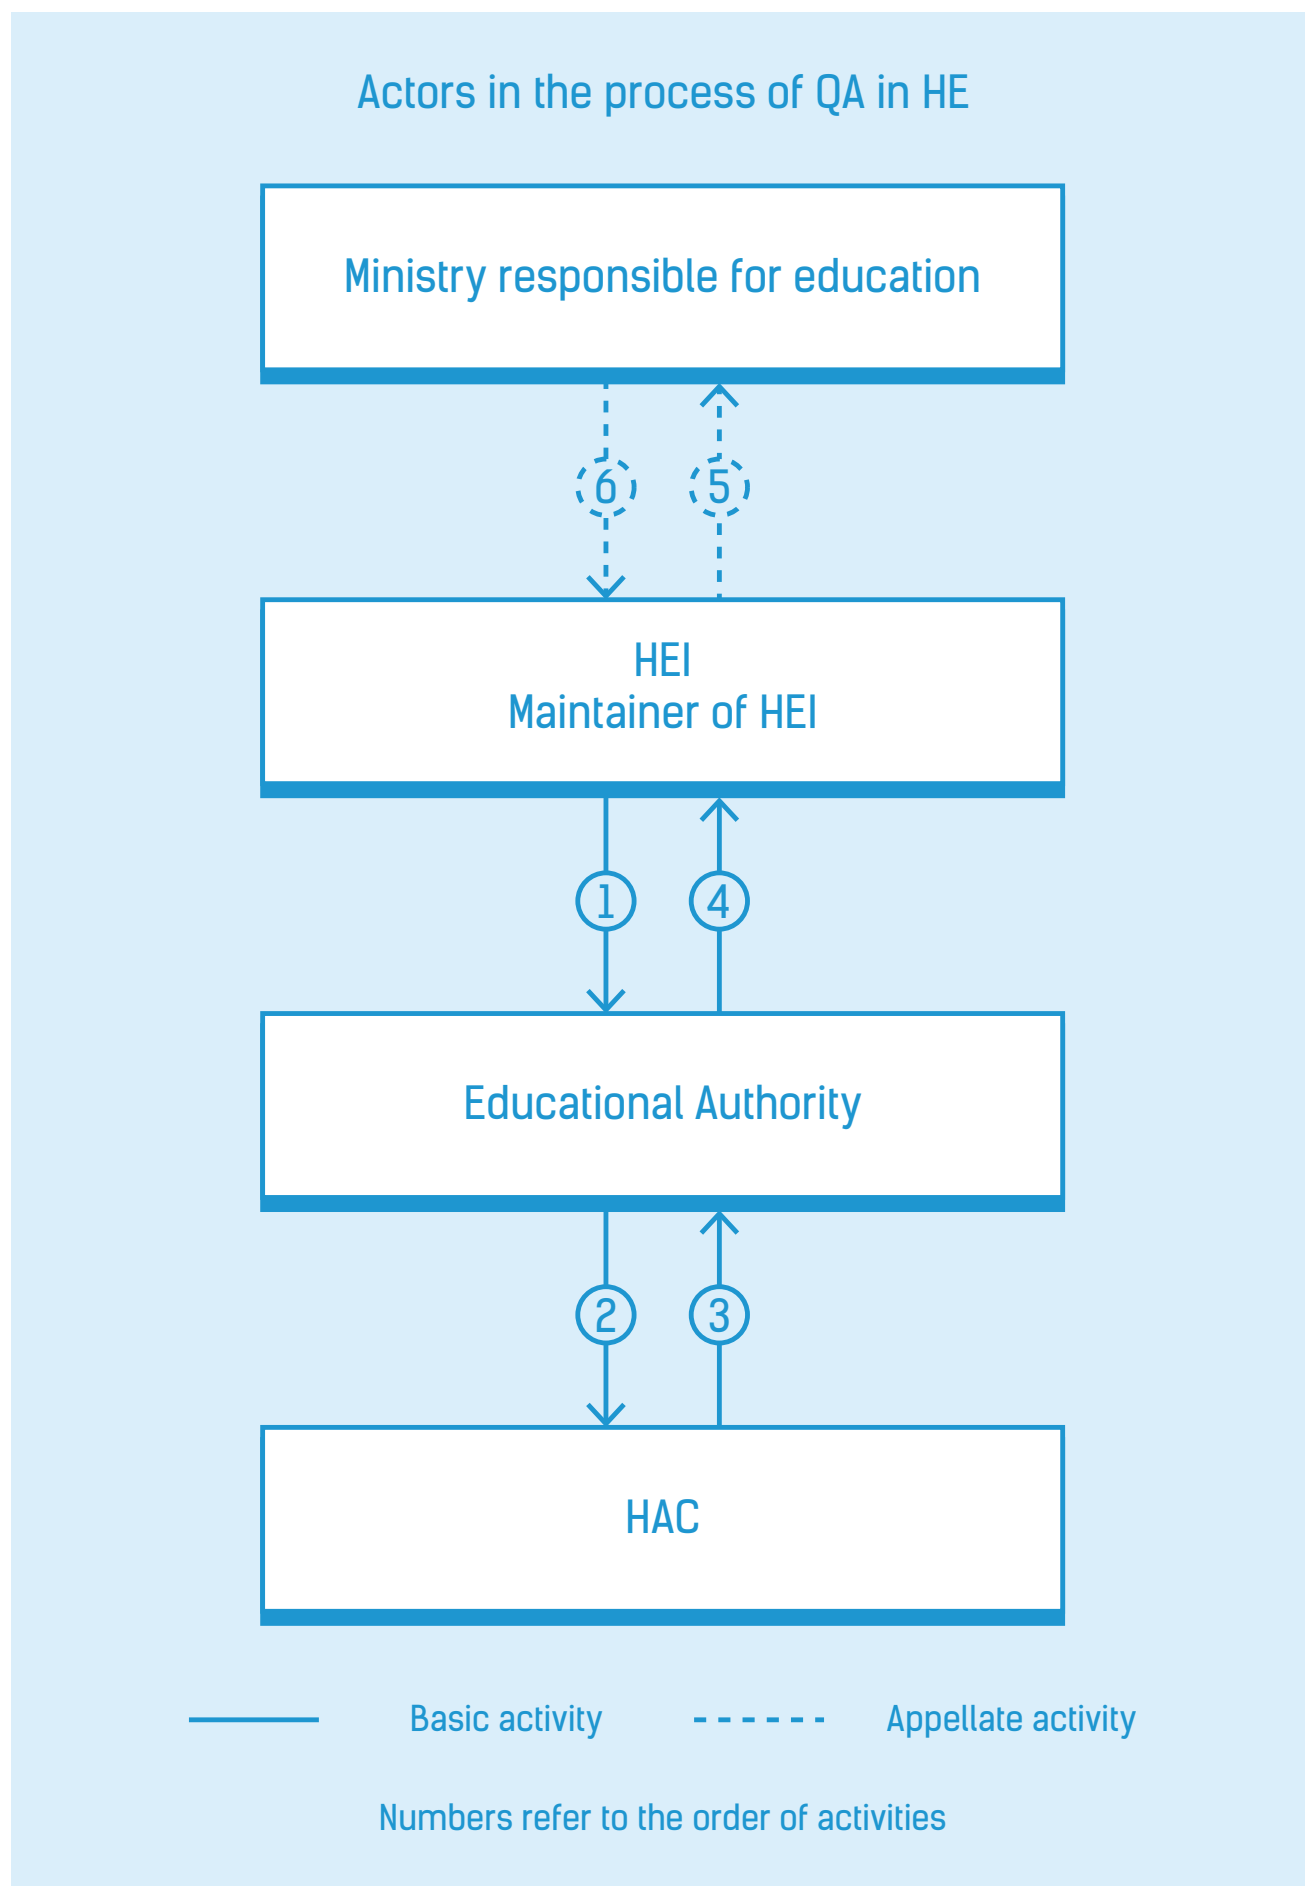 Actors in the process of QA in HE
Ministry responsible for education
6 5
HEI
Maintainer of HEI
1 4
Educational Authority
2 3
HAC
Basic activity Appellate activity
Numbers refer to the order of activities